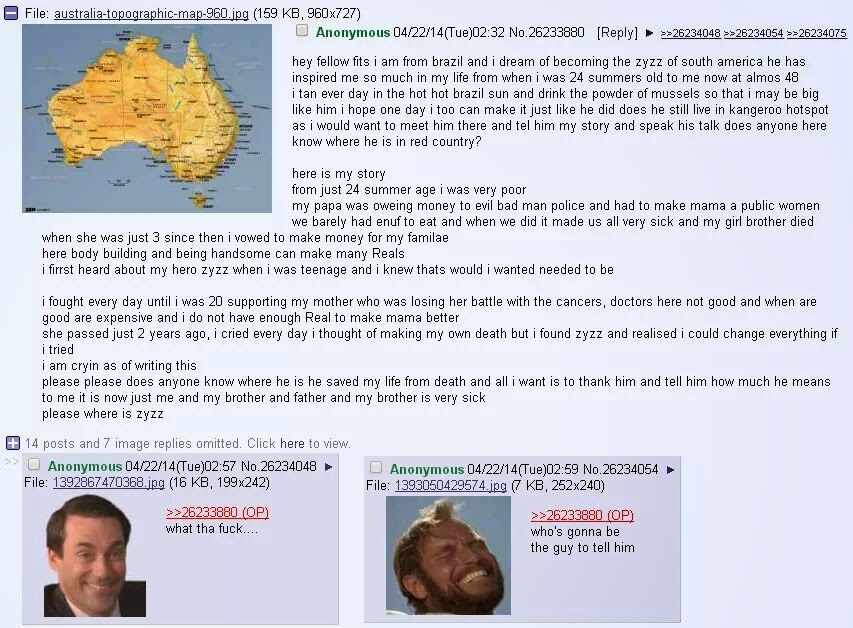 File: australia-topographic-map-960.jpg (159 KB, 960x727)
Anonymous 04/22/14(Tue)02:32 No.26233880 [Reply] ▶ >>26234048 >>26234054 >>26234075
hey fellow fits i am from brazil and i dream of becoming the zyzz of south america he has
inspired me so much in my life from when i was 24 summers old to me now at almos 48
i tan ever day in the hot hot brazil sun and drink the powder of mussels so that i may be big
like him i hope one day i too can make it just like he did does he still live in kangeroo hotspot
as i would want to meet him there and tel him my story and speak his talk does anyone here
know where he is in red country?
here is my story
from just 24 summer age i was very poor
my papa was oweing money to evil bad man police and had to make mama a public women
we barely had enuf to eat and when we did it made us all very sick and my girl brother died
when she was just 3 since then i vowed to make money for my familae
here body building and being handsome can make many Reals
i firrst heard about my hero zyzz when i was teenage and i knew thats would i wanted needed to be
i fought every day until i was 20 supporting my mother who was losing her battle with the cancers, doctors here not good and when are
good are expensive and i do not have enough Real to make mama better
she passed just 2 years ago, i cried every day i thought of making my own death but i found zyzz and realised i could change everything if
i tried
i am cryin as of writing this
please please does anyone know where he is he saved my life from death and all i want is to thank him and tell him how much he means
to me it is now just me and my brother and father and my brother is very sick
please where is zyzz
14 posts and 7 image replies omitted. Click here to view.
>> Anonymous 04/22/14(Tue)02:57 No.26234048 ▶
File: 1392867470368.jpg (16 KB, 199x242)
>>26233880 (OP)
what tha fuck....
Anonymous 04/22/14(Tue)02:59 No.26234054 ▶
File: 1393050429574.jpg (7 KB, 252x240)
>>26233880 (OP)
who's gonna be
the guy to tell him